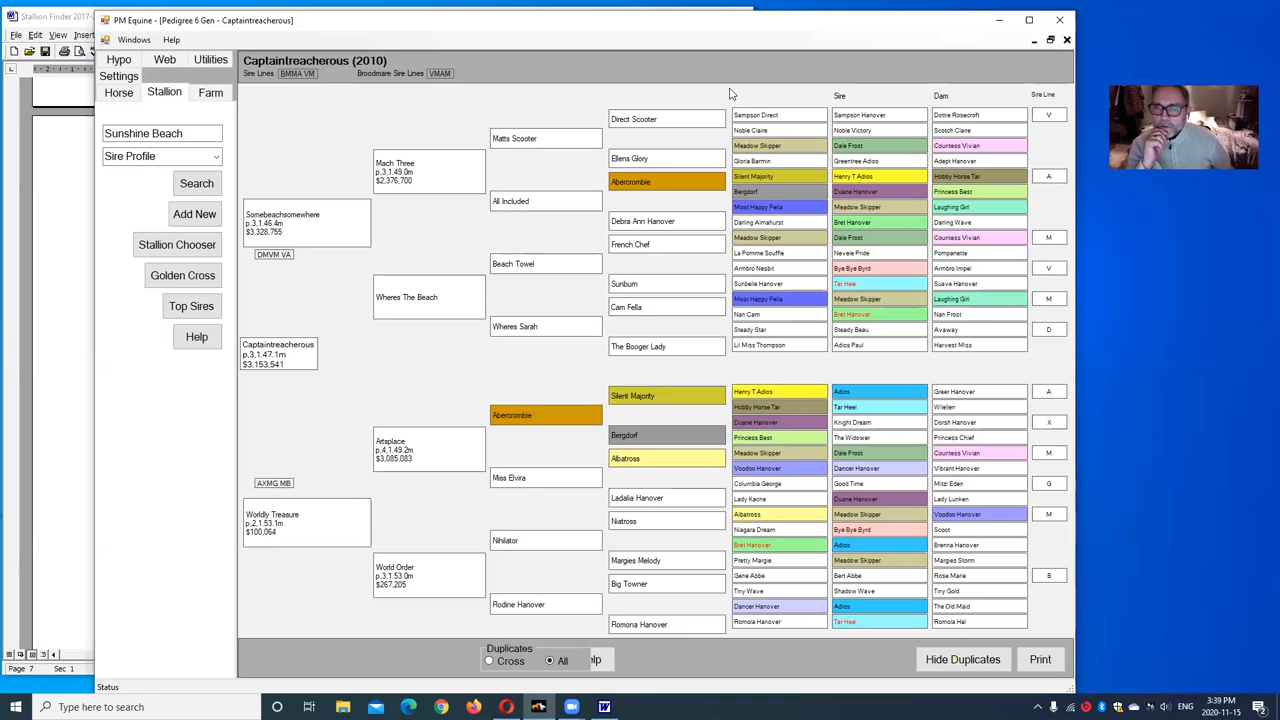 Stallion Finder 2017-
PM Equine - [Pedigree 6 Gen - Captaintreacherous]
File Edit View Insert
Windows Help
Hypo Web Utilities
Settings
Horse Stallion Farm
Sunshine Beach
Sire Profile
Search
Add New
Stallion Chooser
Golden Cross
Top Sires
Help
Captaintreacherous (2010)
Sire Lines BMMA VM Broodmare Sire Lines VMAM
Sire Dam Sire Line
Captaintreacherous
p,3,1:47.1m
$3,153,541
Somebeachsomewhere
p,3,1:46.4m
$3,328,755
DMVM VA
AXMG MB
Worldly Treasure
p,2,1:53.1m
$100,064
Mach Three
p,3,1:49.0m
$2,376,700
Wheres The Beach
Artsplace
p,4,1:49.2m
$3,085,083
World Order
p,3,1:53.0m
$267,205
Matts Scooter
All Included
Beach Towel
Wheres Sarah
Abercrombie
Miss Elvira
Nihilator
Rodine Hanover
Direct Scooter
Ellens Glory
Abercrombie
Debra Ann Hanover
French Chef
Sunburn
Cam Fella
The Booger Lady
Silent Majority
Bergdorf
Albatross
Ladalia Hanover
Niatross
Margies Melody
Big Towner
Romona Hanover
Sampson Direct Sampson Hanover Dottie Rosecroft V
Noble Claire Noble Victory Scotch Claire
Meadow Skipper Dale Frost Countess Vivian
Gloria Barmin Greentree Adios Adept Hanover
Silent Majority Henry T Adios Hobby Horse Tar A
Bergdorf Duane Hanover Princess Best
Most Happy Fella Meadow Skipper Laughing Girl
Darling Almahurst Bret Hanover Darling Wave
Meadow Skipper Dale Frost Countess Vivian M
La Pomme Souffle Nevele Pride Pompanette
Armbro Nesbit Bye Bye Byrd Armbro Impel V
Sunbelle Hanover Tar Heel Suave Hanover
Most Happy Fella Meadow Skipper Laughing Girl M
Nan Cam Bret Hanover Nan Frost
Steady Star Steady Beau Avaway D
Lil Miss Thompson Adios Paul Harvest Miss
Henry T Adios Adios Greer Hanover A
Hobby Horse Tar Tar Heel Wilellen
Duane Hanover Knight Dream Dorsh Hanover X
Princess Best The Widower Princess Chief
Meadow Skipper Dale Frost Countess Vivian M
Voodoo Hanover Dancer Hanover Vibrant Hanover
Columbia George Good Time Mitzi Eden G
Lady Kacne Duane Hanover Lady Lunken
Albatross Meadow Skipper Voodoo Hanover M
Niagara Dream Bye Bye Byrd Scoot
Bret Hanover Adios Brenna Hanover
Pretty Margie Meadow Skipper Margies Storm
Gene Abbe Bert Abbe Rose Marie B
Tiny Wave Shadow Wave Tiny Gold
Dancer Hanover Adios The Old Maid
Romola Hanover Tar Heel Romola Hal
Duplicates
Cross All elp
Hide Duplicates Print
Page 7 Sec 1
Status
Type here to search
3:39 PM
2020-11-15